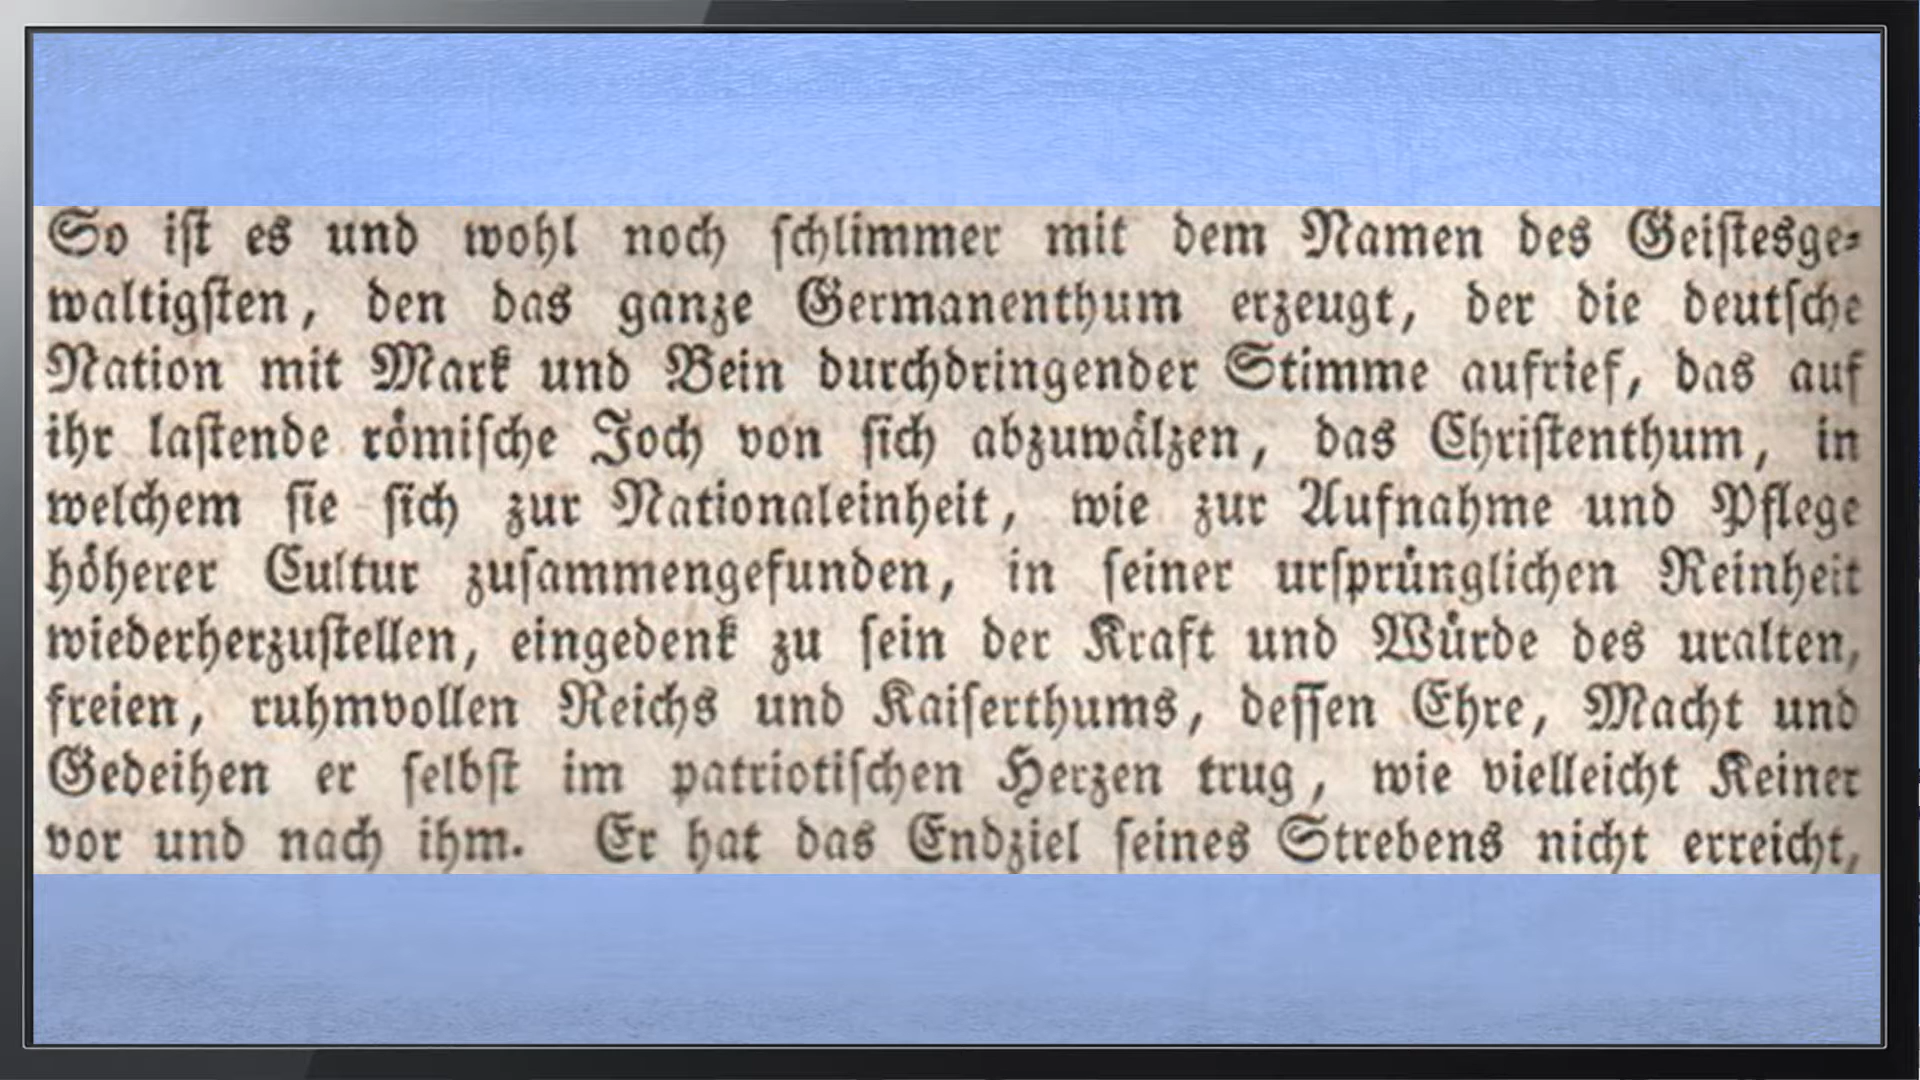 So iſt es und wohl noch ſchlimmer mit dem Namen des Geiſtesge⸗
waltigſten, den das ganze Germanenthum erzeugt, der die deutſche
Nation mit Mark und Bein durchdringender Stimme aufrief, das auf
ihr laſtende römiſche Joch von ſich abzuwälzen, das Chriſtenthum, in
welchem ſie ſich zur Nationaleinheit, wie zur Aufnahme und Pflege
höherer Cultur zuſammengefunden, in ſeiner urſprünglichen Reinheit
wiederherzuſtellen, eingedenk zu ſein der Kraft und Würde des uralten,
freien, ruhmvollen Reichs und Kaiſerthums, deſſen Ehre, Macht und
Gedeihen er ſelbſt im patriotiſchen Herzen trug, wie vielleicht Keiner
vor und nach ihm. Er hat das Endziel ſeines Strebens nicht erreicht,